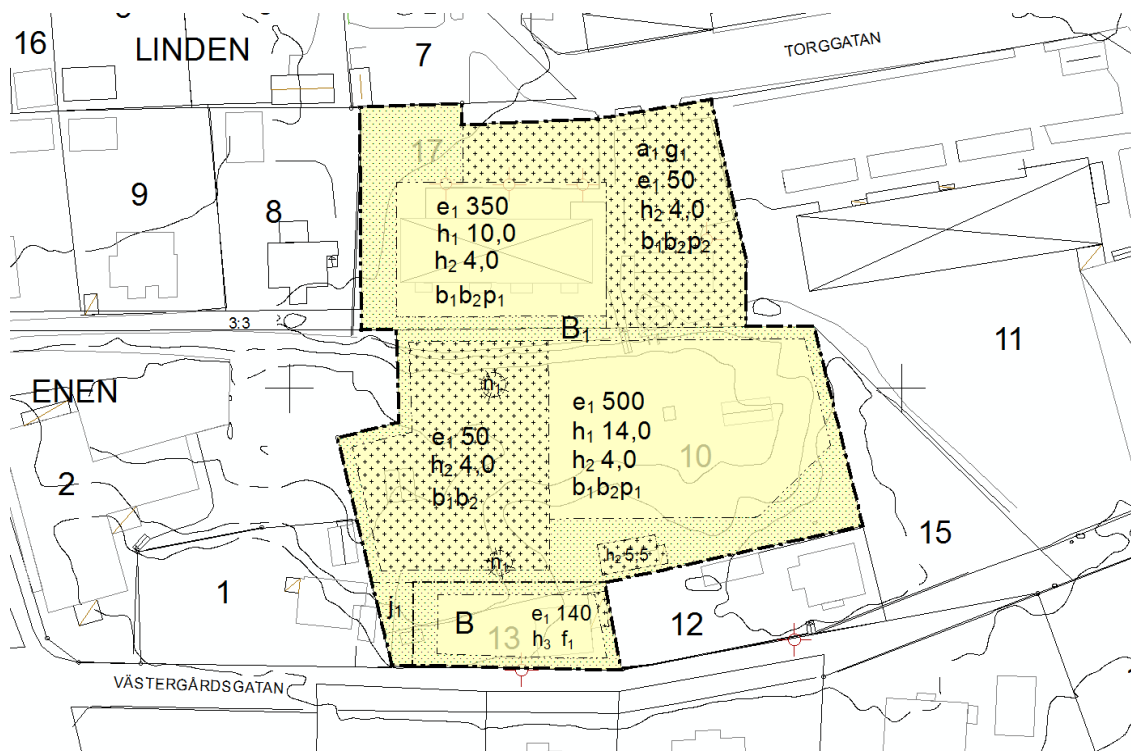 16
LINDEN
7
TORGGATAN
17
a₁ g₁
e₁ 50
h₂ 4,0
b₁b₂p₂
9
8
e₁ 350
h₁ 10,0
h₂ 4,0
b₁b₂p₁
3:3
B₁
11
ENEN
n₁
e₁ 500
h₁ 14,0
h₂ 4,0
b₁b₂p₁
10
e₁ 50
h₂ 4,0
b₁b₂
2
15
n₁
h₂ 5,5
1
j₁
B
e₁ 140
h₃ f₁
13
12
VÄSTERGÅRDSGATAN